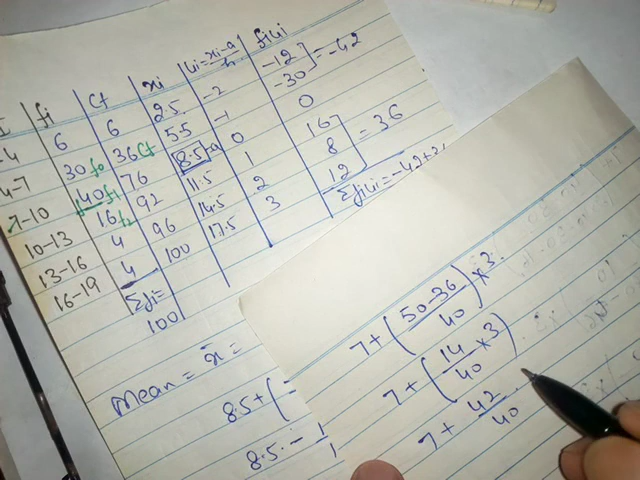 fi Cf xi ui=xi-a/h fiui
-4 6 6 2.5 -2 -12
4-7 30 f0 36 Cf 5.5 -1 -30 ] = -42
7-10 40 f1 76 8.5 a 0 0
10-13 16 f2 92 11.5 1 16
13-16 4 96 14.5 2 8 ] = 36
16-19 4 100 17.5 3 12
Σfi= Σfiui=-42+3
100
Mean = x̄ =
8.5+(
8.5.-
7+(50-36/40)×3.
7+(14/40×3)
7+42/40